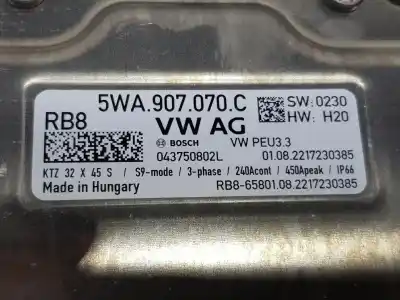 5WA.907.070.C
RB8
VW AG
SW:0230
HW: H20
BOSCH
VW PEU3.3
043750802L
01.08.2217230385
KTZ 32 X 45 S / S9-mode / 3-phase / 240Acont / 450Apeak / IP66
Made in Hungary
RB8-65801.08.2217230385